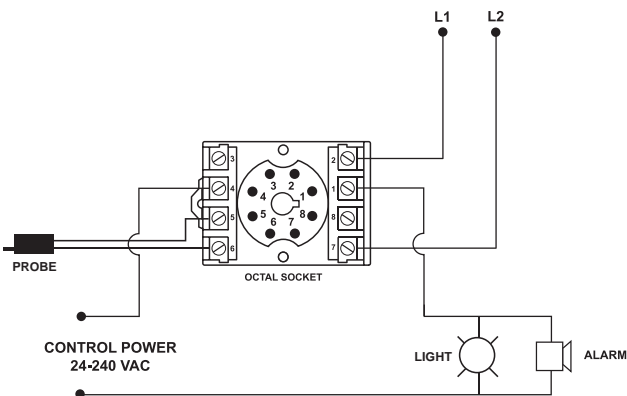 L1 L2
3 2
4 1
5 8
6 7
3 2
4 1
5 8
6 7
OCTAL SOCKET
PROBE
CONTROL POWER
24-240 VAC
LIGHT
ALARM